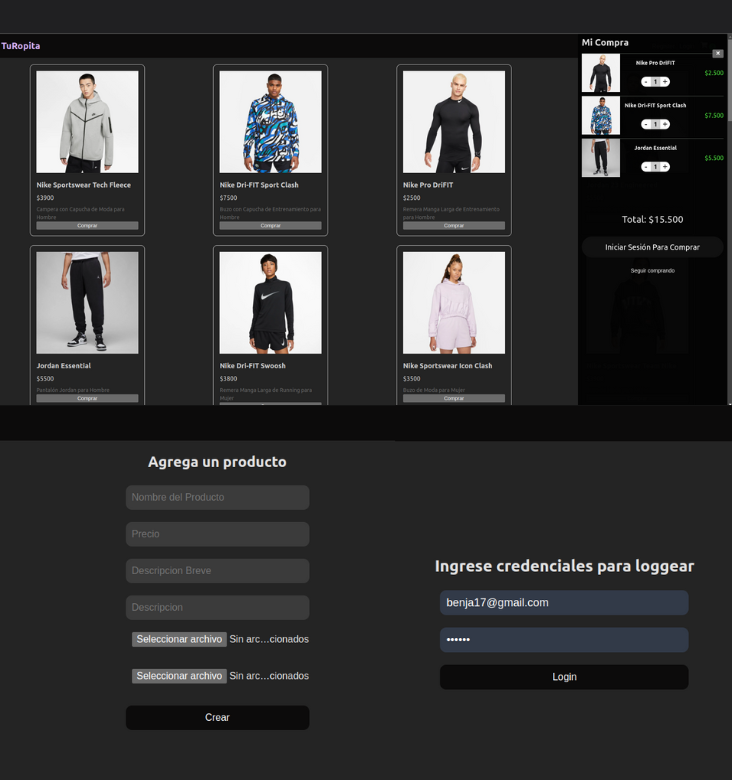 TuRopita
Nike Sportswear Tech Fleece
$3900
Campera con Capucha de Moda para
Hombre
Comprar
Nike Dri-FIT Sport Clash
$7500
Buzo con Capucha de Entrenamiento para
Hombre
Comprar
Nike Pro DriFIT
$2500
Remera Manga Larga de Entrenamiento
para Hombre
Comprar
Jordan Essential
$5500
Pantalon Jordan para Hombre
Comprar
Nike Dri-FIT Swoosh
$3800
Remera Manga Larga de Running para
Mujer
Nike Sportswear Icon Clash
$3500
Buzo de Moda para Mujer
Comprar
Mi Compra
x
Nike Pro DriFIT
- 1 +
$2.500
Nike Dri-FIT Sport Clash
- 1 +
$7.500
Jordan Essential
- 1 +
$5.500
Total: $15.500
Iniciar Sesión Para Comprar
Seguir comprando
Agrega un producto
Nombre del Producto
Precio
Descripcion Breve
Descripcion
Seleccionar archivo Sin arc...cionados
Seleccionar archivo Sin arc...cionados
Crear
Ingrese credenciales para loggear
benja17@gmail.com
••••••
Login